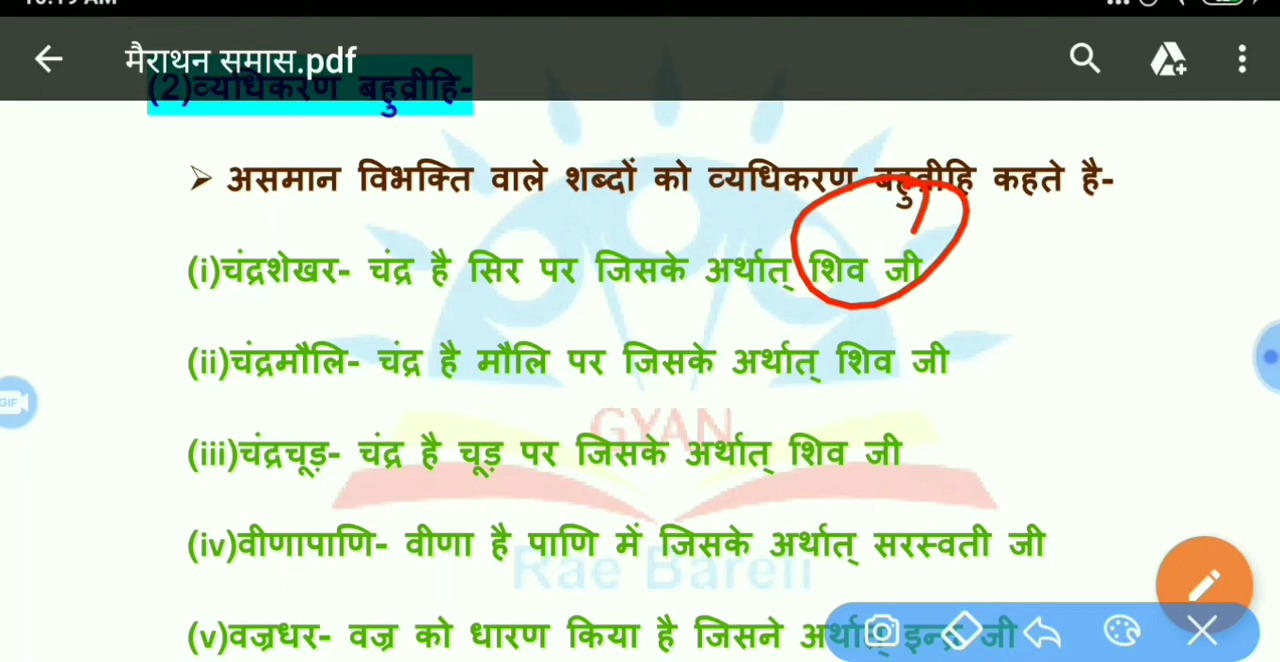 मैराथन समास.pdf
(2)व्यधिकरण बहुव्रीहि-
➢ असमान विभक्ति वाले शब्दों को व्यधिकरण बहुव्रीहि कहते है-
(i)चंद्रशेखर- चंद्र है सिर पर जिसके अर्थात् शिव जी
(ii)चंद्रमौलि- चंद्र है मौलि पर जिसके अर्थात् शिव जी
GYAN
(iii)चंद्रचूड़- चंद्र है चूड़ पर जिसके अर्थात् शिव जी
(iv)वीणापाणि- वीणा है पाणि में जिसके अर्थात् सरस्वती जी
Rae Bareli
(v)वज्रधर- वज्र को धारण किया है जिसने अर्थात् इन्द्र जी
GIF